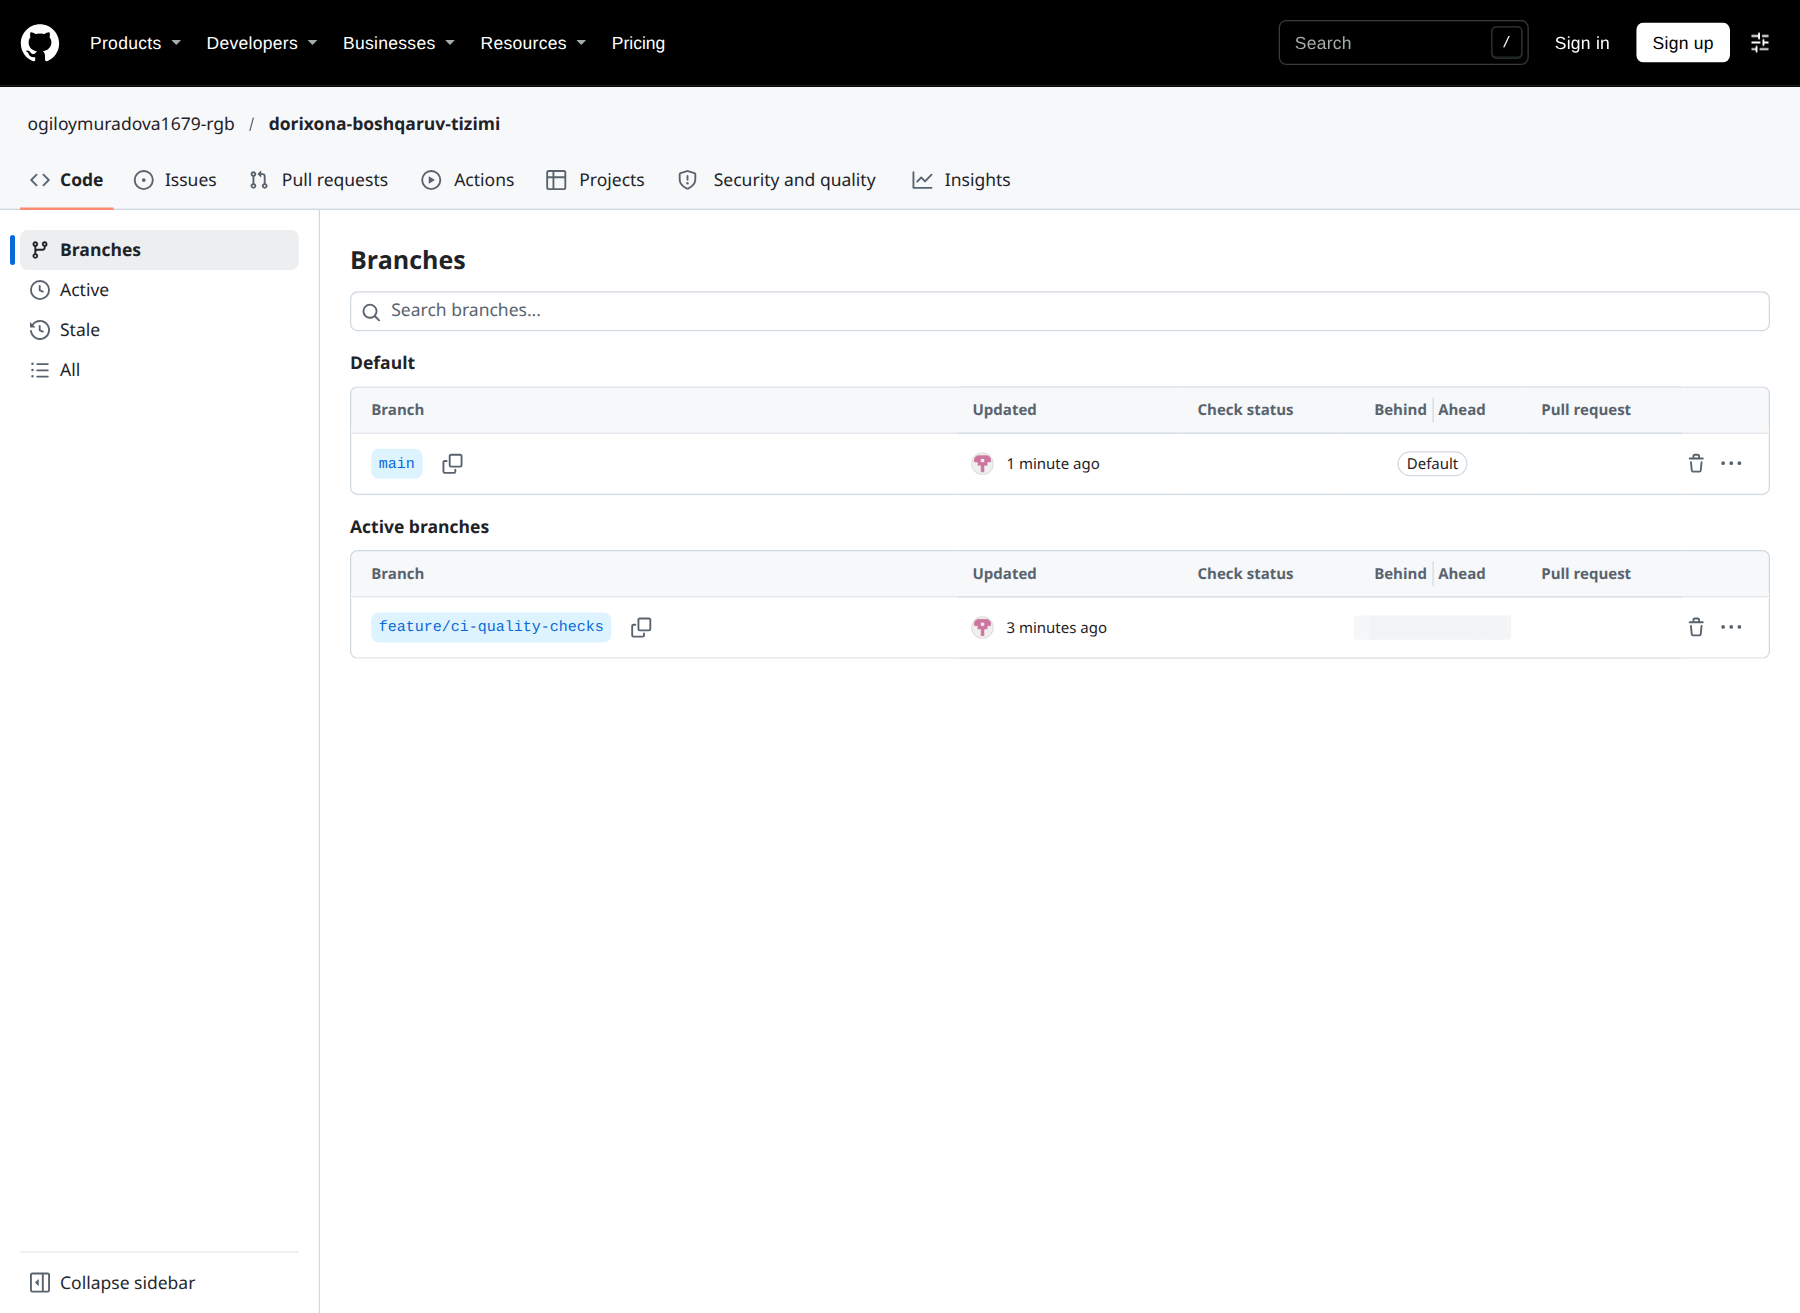 Products Developers Businesses Resources Pricing Search / Sign in Sign up
ogiloymuradova1679-rgb / dorixona-boshqaruv-tizimi
Code Issues Pull requests Actions Projects Security and quality Insights
Branches
Active
Stale
All
Collapse sidebar
Branches
Search branches...
Default
Branch Updated Check status Behind Ahead Pull request
main 1 minute ago Default
Active branches
Branch Updated Check status Behind Ahead Pull request
feature/ci-quality-checks 3 minutes ago